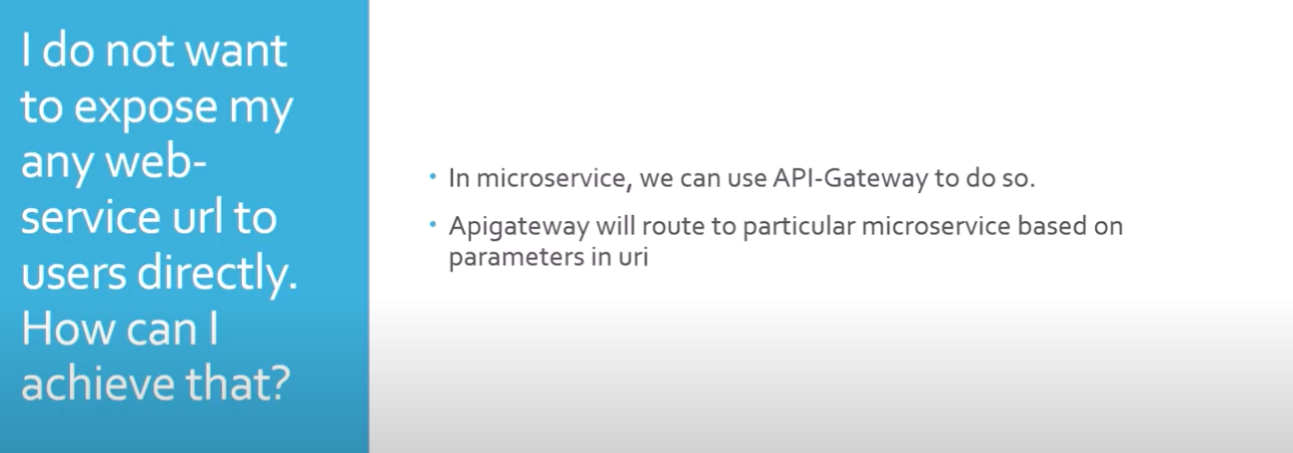 I do not want
to expose my
any web-
service url to
users directly.
How can I
achieve that?
• In microservice, we can use API-Gateway to do so.
• Apigateway will route to particular microservice based on
parameters in uri